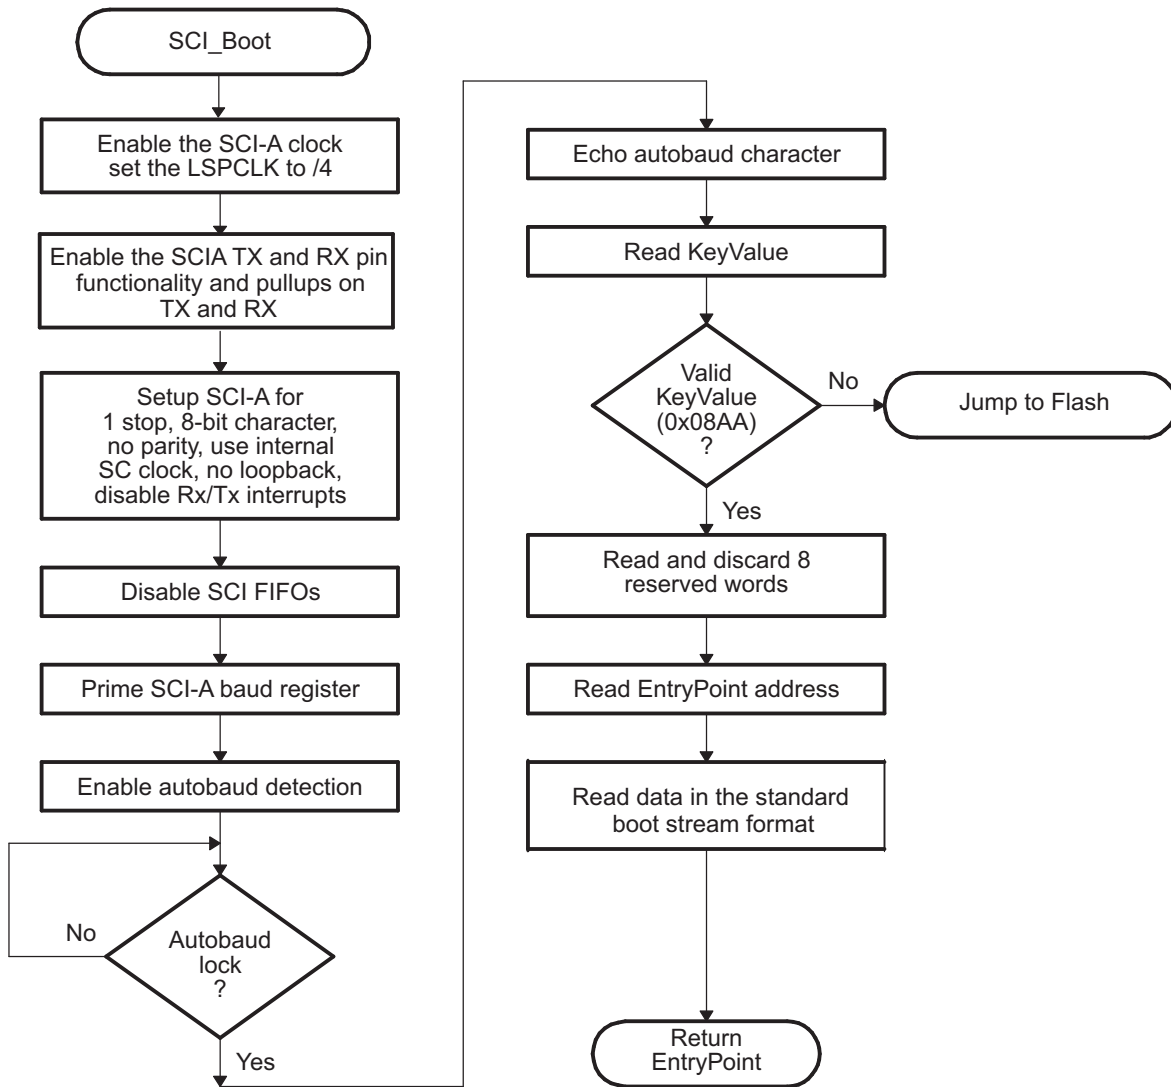 SCI_Boot
Enable the SCI-A clock
set the LSPCLK to /4
Enable the SCIA TX and RX pin
functionality and pullups on
TX and RX
Setup SCI-A for
1 stop, 8-bit character,
no parity, use internal
SC clock, no loopback,
disable Rx/Tx interrupts
Disable SCI FIFOs
Prime SCI-A baud register
Enable autobaud detection
No
Autobaud
lock
?
Yes
Echo autobaud character
Read KeyValue
Valid
KeyValue
(0x08AA)
?
No
Jump to Flash
Yes
Read and discard 8
reserved words
Read EntryPoint address
Read data in the standard
boot stream format
Return
EntryPoint